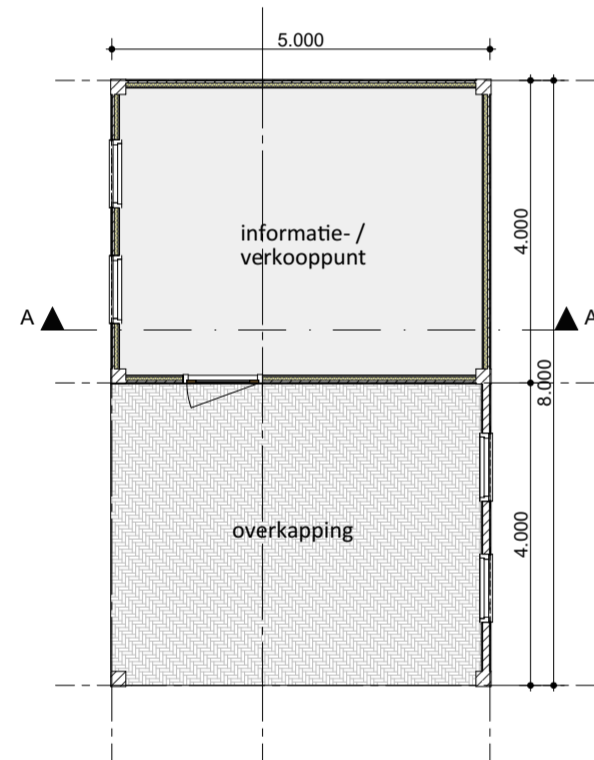 5.000
informatie- /
verkooppunt
4.000
A
A
8.000
overkapping
4.000